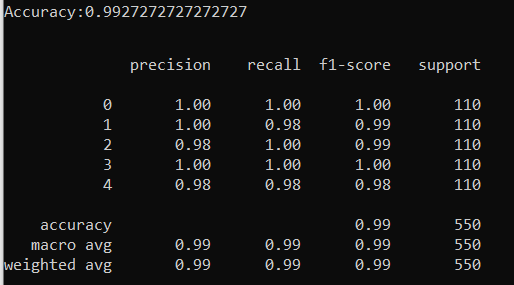 Accuracy:0.9927272727272727
precision recall f1-score support
0 1.00 1.00 1.00 110
1 1.00 0.98 0.99 110
2 0.98 1.00 0.99 110
3 1.00 1.00 1.00 110
4 0.98 0.98 0.98 110
accuracy 0.99 550
macro avg 0.99 0.99 0.99 550
weighted avg 0.99 0.99 0.99 550